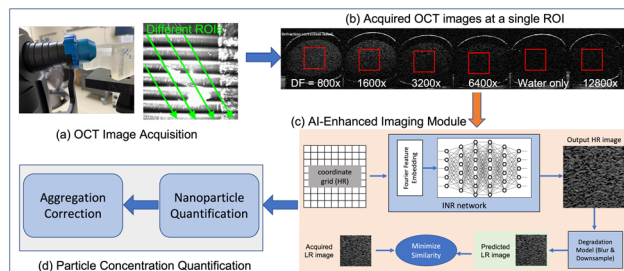 Different ROIs
(a) OCT Image Acquisition
(b) Acquired OCT images at a single ROI
DF = 800x
1600x
3200x
6400x
Water only
12800x
(c) AI-Enhanced Imaging Module
coordinate
grid (HR)
Fourier Feature
Embedding
INR network
Output HR
image
Degradation
Model (Blur &
Downsample)
Predicted
LR image
Minimize
Similarity
Acquired
LR image
Nanoparticle
Quantification
Aggregation
Correction
(d) Particle Concentration Quantification